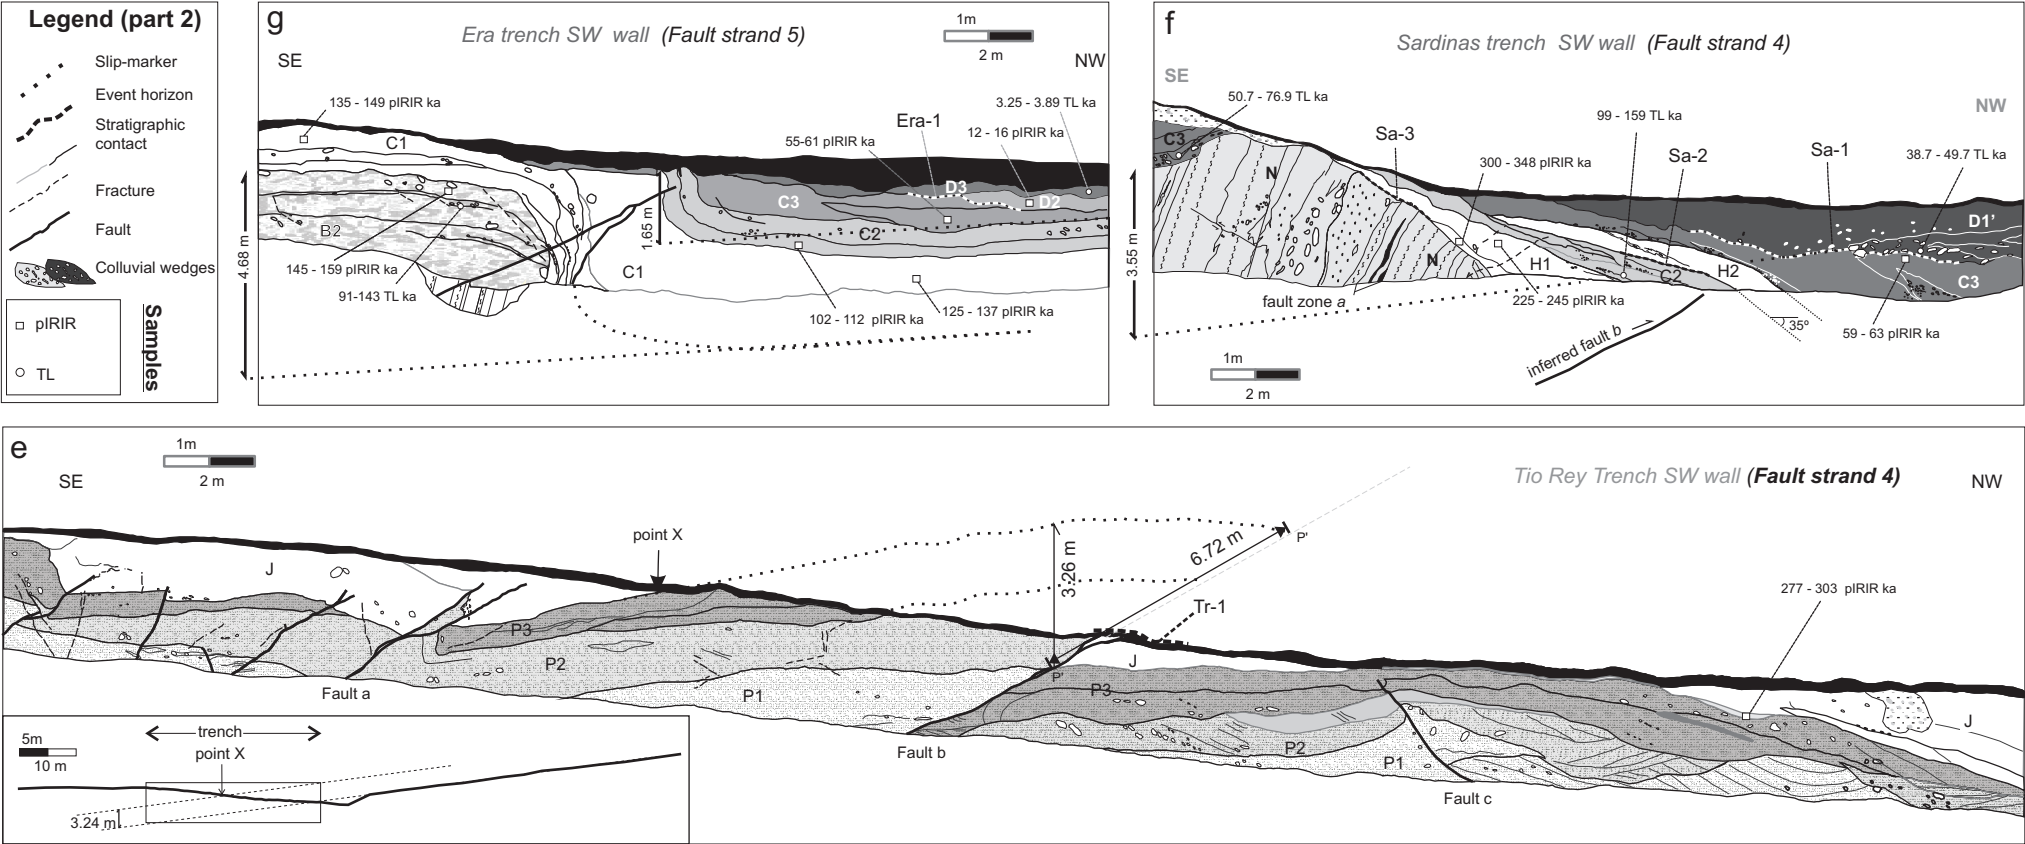 Legend (part 2)
Slip-marker
Event horizon
Stratigraphic
contact
Fracture
Fault
Colluvial wedges
pIRIR
TL
Samples
g
Era trench SW wall (Fault strand 5)
1m
2 m
SE
NW
135 - 149 pIRIR ka
3.25 - 3.89 TL ka
Era-1
12 - 16 pIRIR ka
55-61 pIRIR ka
C1
D3
D2
C3
1.65 m
B2
C2
4.68 m
C1
145 - 159 pIRIR ka
91-143 TL ka
102 - 112 pIRIR ka
125 - 137 pIRIR ka
f
Sardinas trench SW wall (Fault strand 4)
SE
NW
50.7 - 76.9 TL ka
99 - 159 TL ka
Sa-3
Sa-2
Sa-1
38.7 - 49.7 TL ka
300 - 348 pIRIR ka
C3
N
D1'
3.55 m
N
H1
C2
H2
C3
fault zone a
225 - 245 pIRIR ka
35º
59 - 63 pIRIR ka
inferred fault b
1m
2 m
e
1m
2 m
SE
Tio Rey Trench SW wall (Fault strand 4)
NW
point X
6.72 m
P'
3.26 m
J
277 - 303 pIRIR ka
Tr-1
P3
P2
J
P'
P3
P1
Fault a
J
P2
P1
Fault b
Fault c
trench
5m
10 m
point X
3.24 m